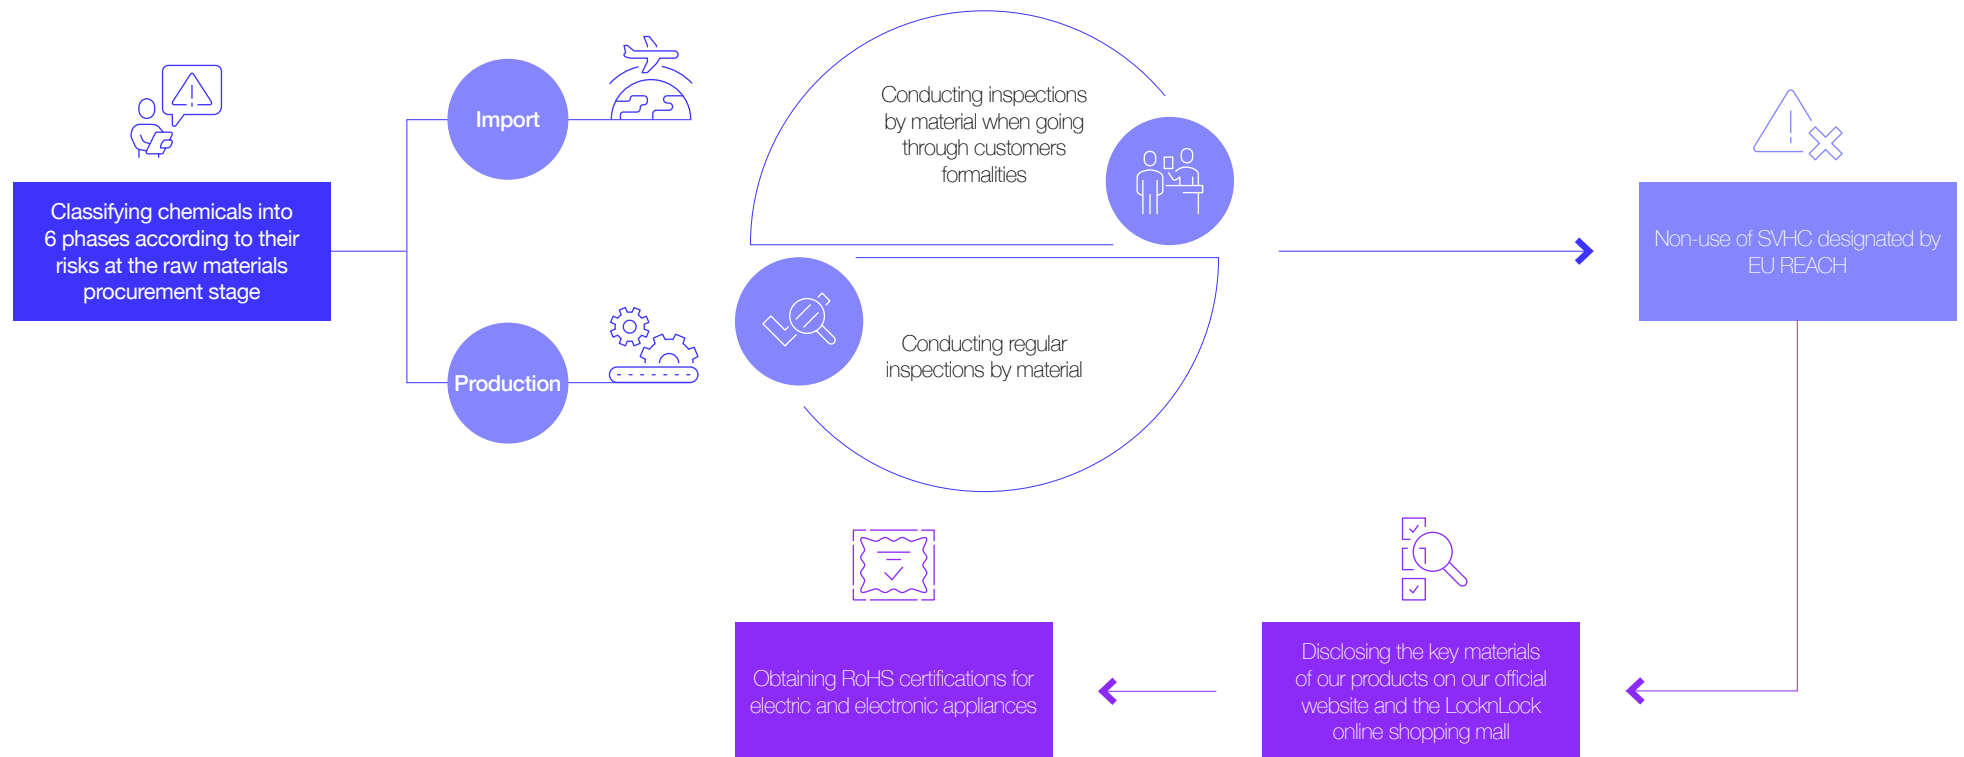 Classifying chemicals into
6 phases according to their
risks at the raw materials
procurement stage
Import
Production
Conducting inspections
by material when going
through customers
formalities
Conducting regular
inspections by material
Non-use of SVHC designated by
EU REACH
Disclosing the key materials
of our products on our official
website and the LocknLock
online shopping mall
Obtaining RoHS certifications for
electric and electronic appliances